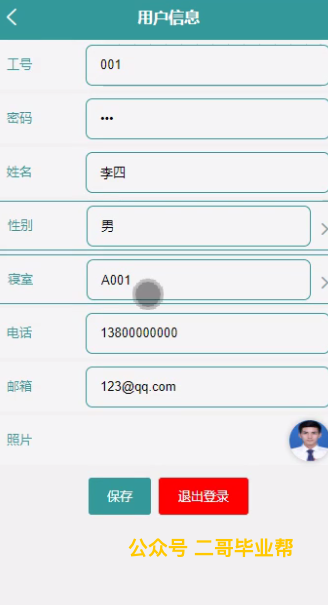 用户信息
工号 001
密码 •••
姓名 李四
性别 男
寝室 A001
电话 13800000000
邮箱 123@qq.com
照片
保存 退出登录
公众号 二哥毕业帮